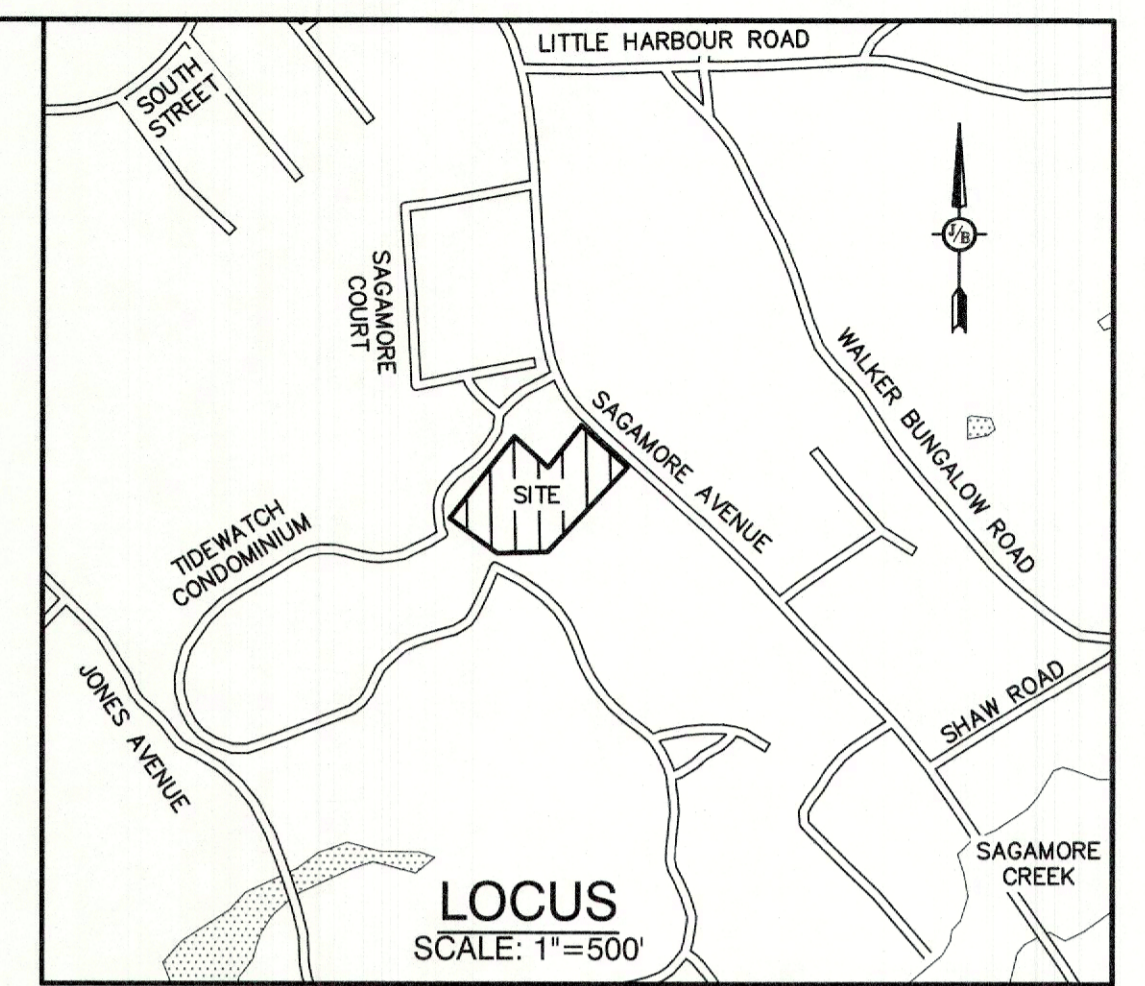 LITTLE HARBOUR ROAD
SOUTH
STREET
J/B
SAGAMORE
COURT
WALKER BUNGALOW ROAD
SAGAMORE AVENUE
SITE
TIDEWATCH
CONDOMINIUM
JONES AVENUE
SHAW ROAD
SAGAMORE
CREEK
LOCUS
SCALE: 1"=500'